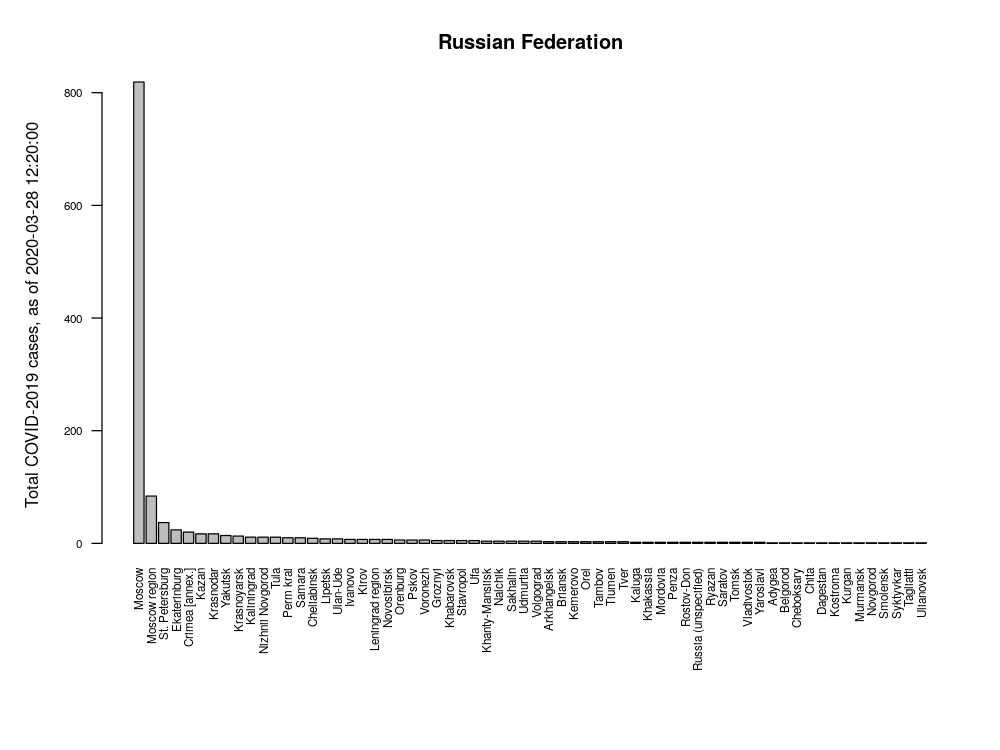 Russian Federation
Total COVID-2019 cases, as of 2020-03-28 12:20:00
800
600
400
200
0
Moscow
Moscow region
St. Petersburg
Ekaterinburg
Crimea [annex.]
Kazan
Krasnodar
Yakutsk
Krasnoyarsk
Kaliningrad
Nizhnii Novgorod
Tula
Perm krai
Samara
Cheliabinsk
Lipetsk
Ulan-Ude
Ivanovo
Kirov
Leningrad region
Novosibirsk
Orenburg
Pskov
Voronezh
Groznyi
Khabarovsk
Stavropol
Ufa
Khanty-Mansiisk
Nalchik
Sakhalin
Udmurtia
Volgograd
Arkhangelsk
Briansk
Kemerovo
Orel
Tambov
Tiumen
Tver
Kaluga
Khakassia
Mordovia
Penza
Rostov-Don
Russia (unspecified)
Ryazan
Saratov
Tomsk
Vladivostok
Yaroslavl
Adygea
Belgorod
Cheboksary
Chita
Dagestan
Kostroma
Kurgan
Murmansk
Novgorod
Smolensk
Syktyvkar
Tagliatti
Ulianovsk